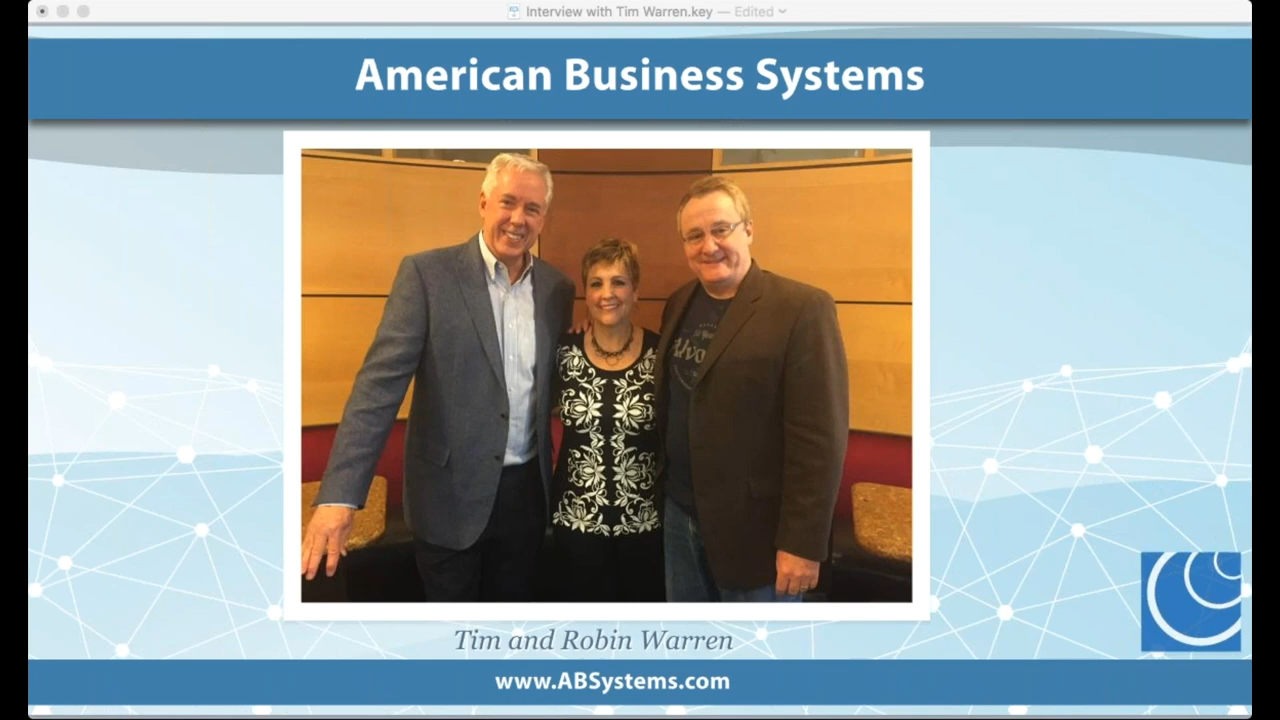 Interview with Tim Warren.key — Edited
American Business Systems
Tim and Robin Warren
www.ABSystems.com